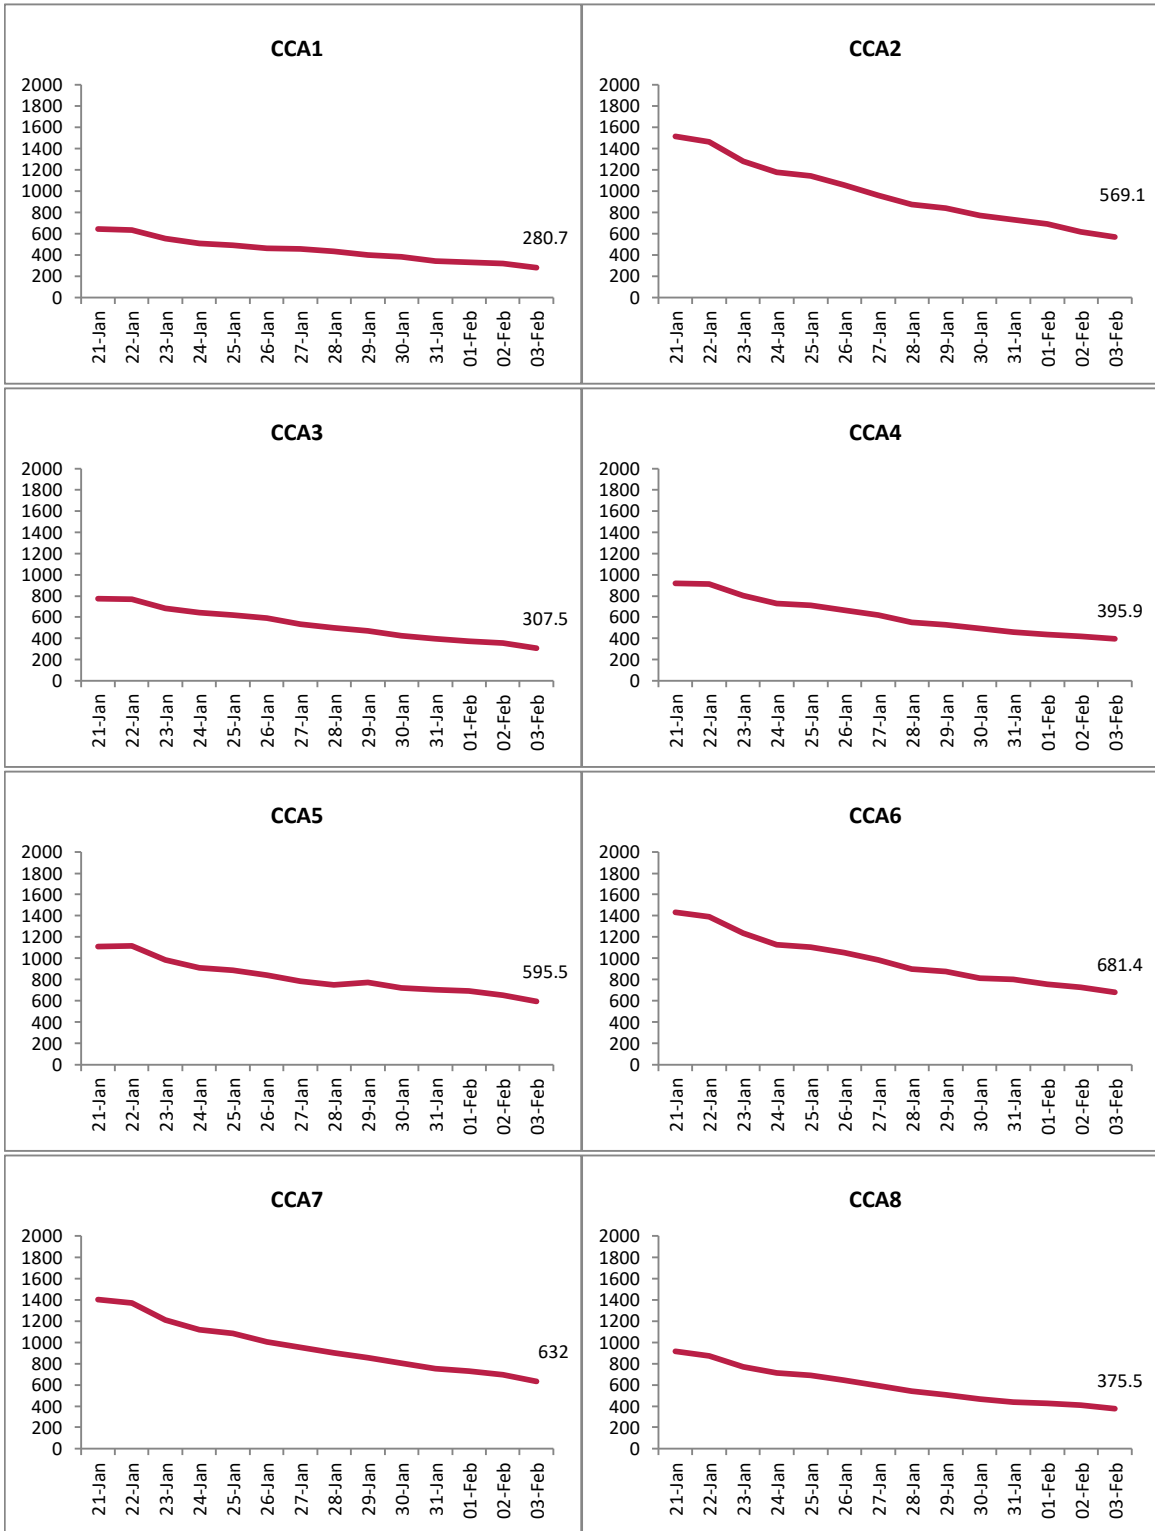 CCA1
2000
1800
1600
1400
1200
1000
800
600
400
200
0
280.7
21-Jan
22-Jan
23-Jan
24-Jan
25-Jan
26-Jan
27-Jan
28-Jan
29-Jan
30-Jan
31-Jan
01-Feb
02-Feb
03-Feb
CCA2
2000
1800
1600
1400
1200
1000
800
600
400
200
0
569.1
21-Jan
22-Jan
23-Jan
24-Jan
25-Jan
26-Jan
27-Jan
28-Jan
29-Jan
30-Jan
31-Jan
01-Feb
02-Feb
03-Feb
CCA3
2000
1800
1600
1400
1200
1000
800
600
400
200
0
307.5
21-Jan
22-Jan
23-Jan
24-Jan
25-Jan
26-Jan
27-Jan
28-Jan
29-Jan
30-Jan
31-Jan
01-Feb
02-Feb
03-Feb
CCA4
2000
1800
1600
1400
1200
1000
800
600
400
200
0
395.9
21-Jan
22-Jan
23-Jan
24-Jan
25-Jan
26-Jan
27-Jan
28-Jan
29-Jan
30-Jan
31-Jan
01-Feb
02-Feb
03-Feb
CCA5
2000
1800
1600
1400
1200
1000
800
600
400
200
0
595.5
21-Jan
22-Jan
23-Jan
24-Jan
25-Jan
26-Jan
27-Jan
28-Jan
29-Jan
30-Jan
31-Jan
01-Feb
02-Feb
03-Feb
CCA6
2000
1800
1600
1400
1200
1000
800
600
400
200
0
681.4
21-Jan
22-Jan
23-Jan
24-Jan
25-Jan
26-Jan
27-Jan
28-Jan
29-Jan
30-Jan
31-Jan
01-Feb
02-Feb
03-Feb
CCA7
2000
1800
1600
1400
1200
1000
800
600
400
200
0
632
21-Jan
22-Jan
23-Jan
24-Jan
25-Jan
26-Jan
27-Jan
28-Jan
29-Jan
30-Jan
31-Jan
01-Feb
02-Feb
03-Feb
CCA8
2000
1800
1600
1400
1200
1000
800
600
400
200
0
375.5
21-Jan
22-Jan
23-Jan
24-Jan
25-Jan
26-Jan
27-Jan
28-Jan
29-Jan
30-Jan
31-Jan
01-Feb
02-Feb
03-Feb